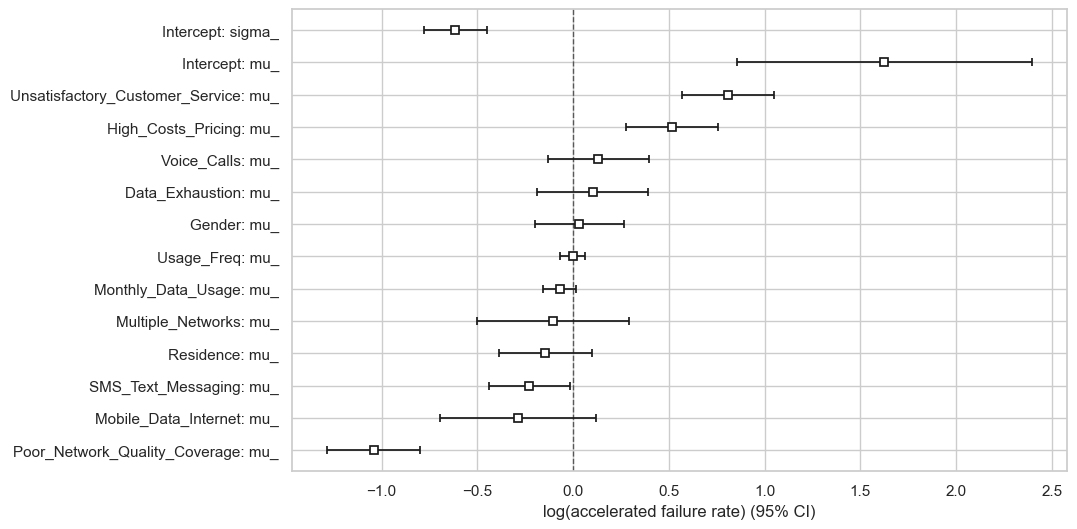 Intercept: sigma_
Intercept: mu_
Unsatisfactory_Customer_Service: mu_
High_Costs_Pricing: mu_
Voice_Calls: mu_
Data_Exhaustion: mu_
Gender: mu_
Usage_Freq: mu_
Monthly_Data_Usage: mu_
Multiple_Networks: mu_
Residence: mu_
SMS_Text_Messaging: mu_
Mobile_Data_Internet: mu_
Poor_Network_Quality_Coverage: mu_
−1.0 −0.5 0.0 0.5 1.0 1.5 2.0 2.5
log(accelerated failure rate) (95% CI)